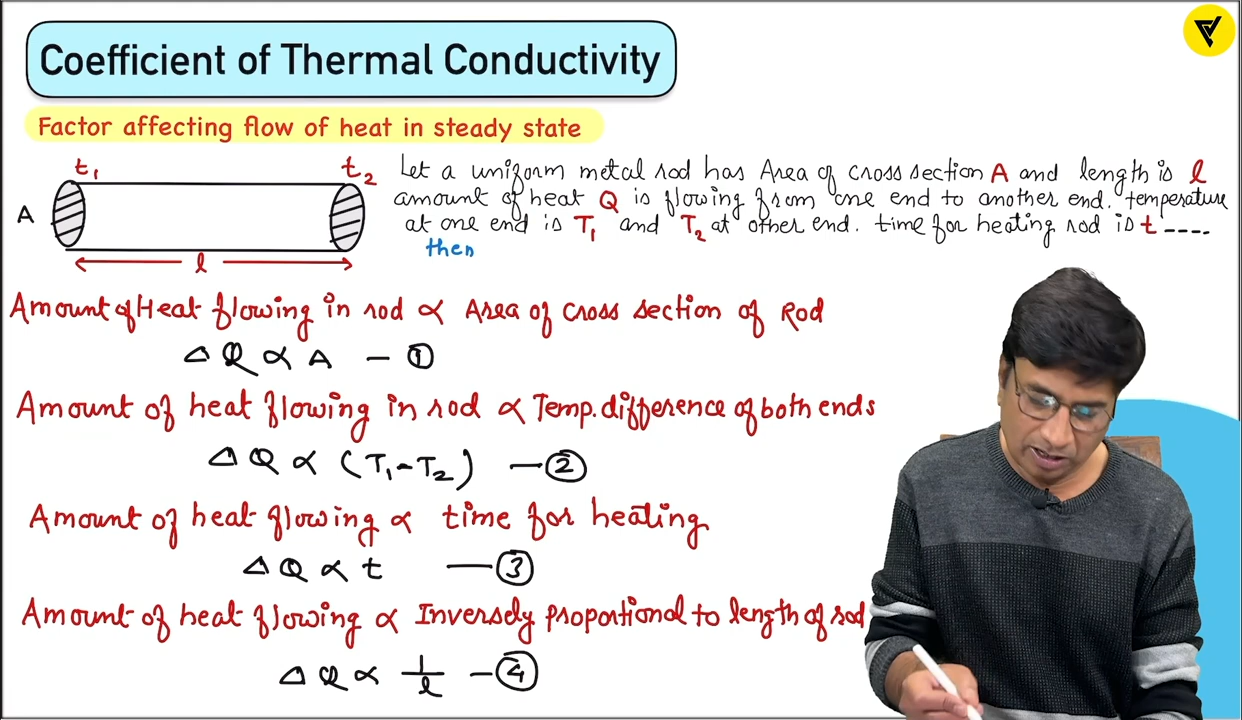 Coefficient of Thermal Conductivity
Factor affecting flow of heat in steady state
t1 t2
A
l
Let a uniform metal rod has Area of cross section A and length is l
amount of heat Q is flowing from one end to another end. temperature
at one end is T1 and T2 at other end. time for heating rod is t ----
then
Amount of Heat flowing in rod ∝ Area of cross section of Rod
ΔQ ∝ A — ①
Amount of heat flowing in rod ∝ Temp. difference of both ends
ΔQ ∝ (T1-T2) — ②
Amount of heat flowing ∝ time for heating
ΔQ ∝ t — ③
Amount of heat flowing ∝ Inversely proportional to length of rod
ΔQ ∝ 1/l — ④